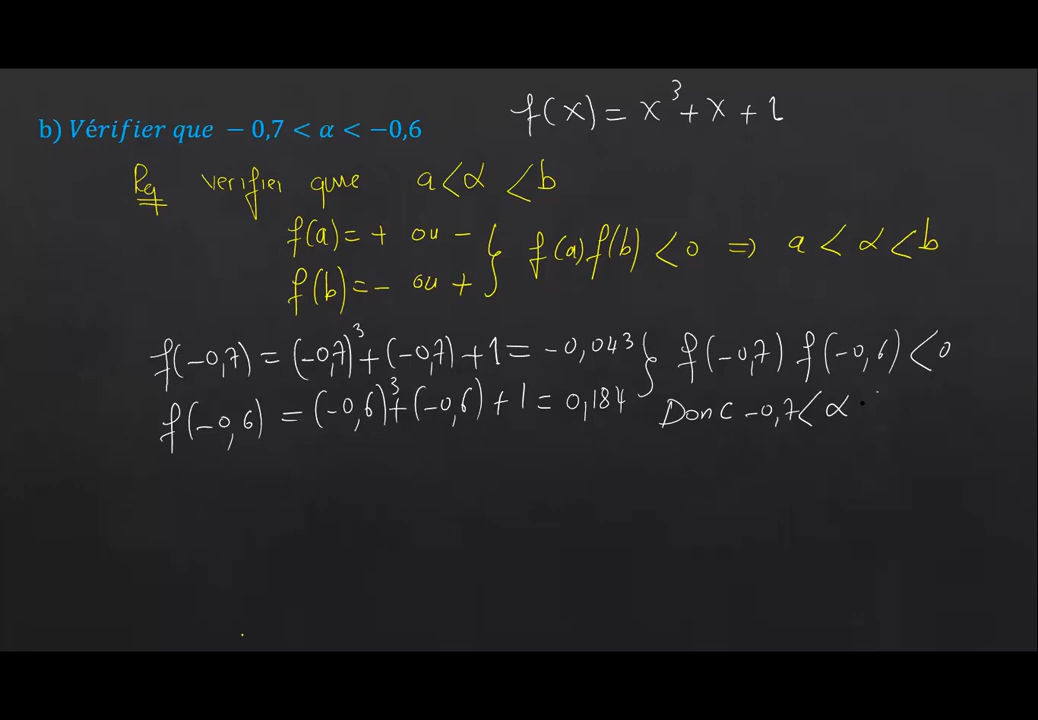 f(x) = x³ + x + 1
b) Vérifier que − 0,7 < α < −0,6
Rq verifier que a < α < b
f(a) = + ou −
f(b) = − ou + } f(a) f(b) < 0 ⇒ a < α < b
f(−0,7) = (−0,7)³ + (−0,7) + 1 = −0,043 } f(−0,7) f(−0,6) < 0
f(−0,6) = (−0,6)³ + (−0,6) + 1 = 0,184 Donc −0,7 < α